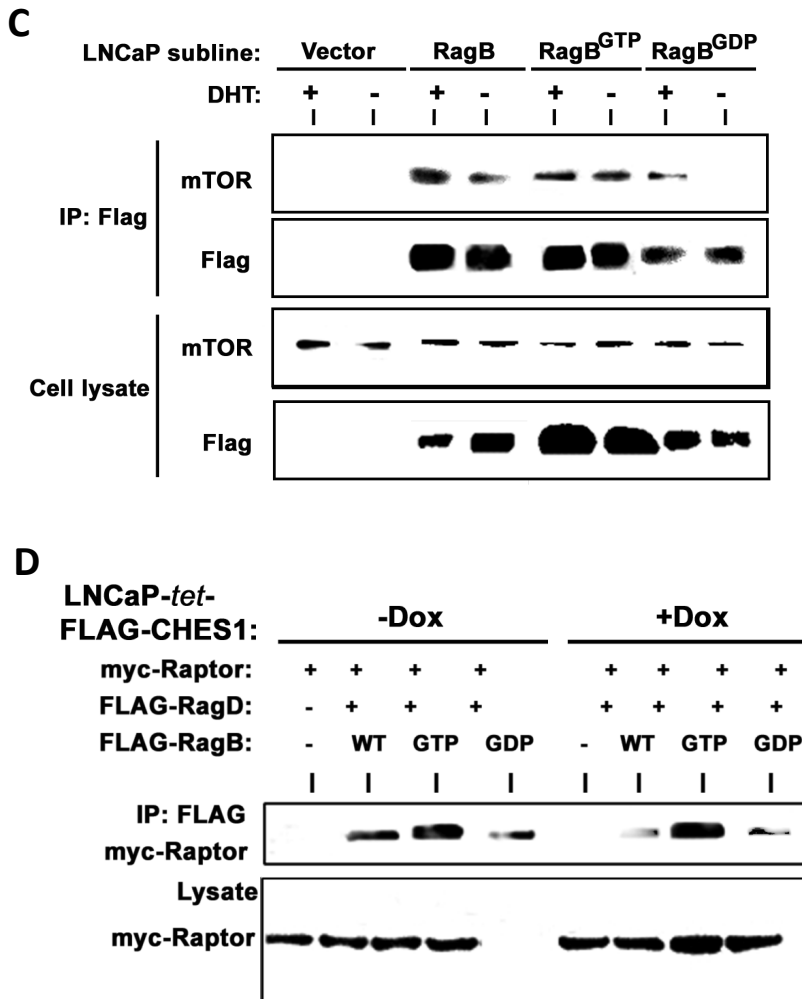 C
LNCaP subline: Vector RagB RagB^GTP RagB^GDP
DHT: + - + - + - + -
IP: Flag
mTOR
Flag
Cell lysate
mTOR
Flag
D
LNCaP-tet-
FLAG-CHES1: -Dox +Dox
myc-Raptor: + + + + + + + +
FLAG-RagD: - + + + + + + +
FLAG-RagB: - WT GTP GDP - WT GTP GDP
IP: FLAG
myc-Raptor
Lysate
myc-Raptor